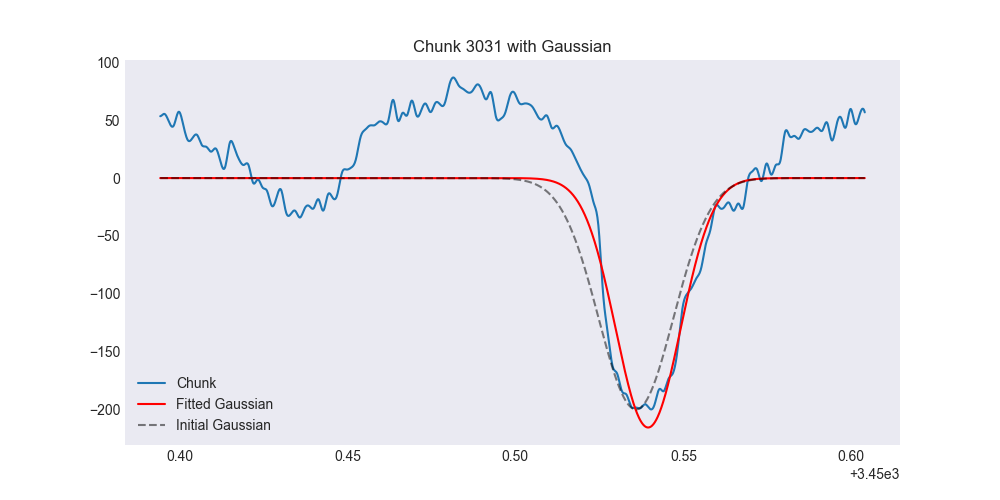 Chunk 3031 with Gaussian
100
50
0
−50
−100
−150
−200
Chunk
Fitted Gaussian
Initial Gaussian
0.40 0.45 0.50 0.55 0.60
+3.45e3